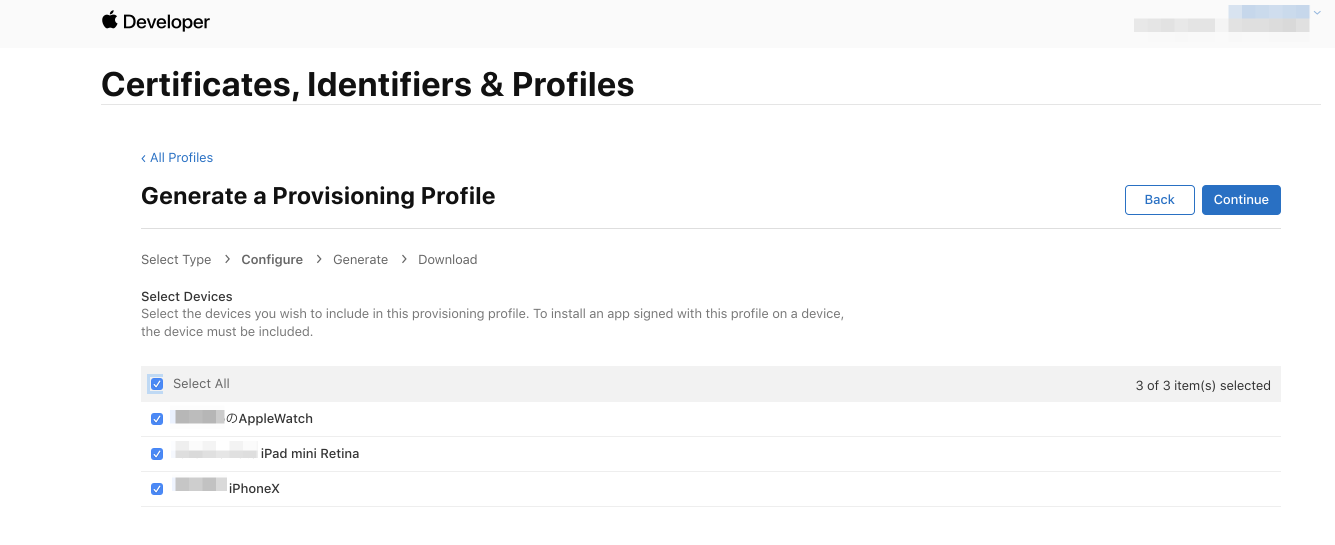 Developer
Certificates, Identifiers & Profiles
‹ All Profiles
Generate a Provisioning Profile
Back
Continue
Select Type > Configure > Generate > Download
Select Devices
Select the devices you wish to include in this provisioning profile. To install an app signed with this profile on a device,
the device must be included.
Select All
3 of 3 item(s) selected
のAppleWatch
iPad mini Retina
iPhoneX